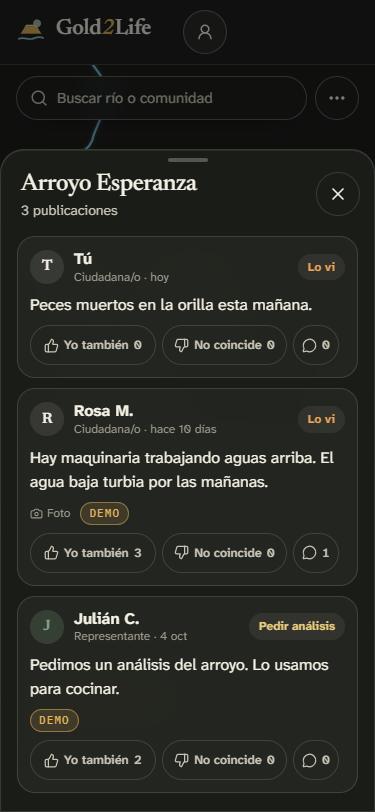 Gold2Life
Buscar río o comunidad
Arroyo Esperanza
3 publicaciones
T
Tú
Ciudadana/o · hoy
Lo vi
Peces muertos en la orilla esta mañana.
Yo también 0
No coincide 0
0
R
Rosa M.
Ciudadana/o · hace 10 días
Lo vi
Hay maquinaria trabajando aguas arriba. El
agua baja turbia por las mañanas.
Foto
DEMO
Yo también 3
No coincide 0
1
J
Julián C.
Representante · 4 oct
Pedir análisis
Pedimos un análisis del arroyo. Lo usamos
para cocinar.
DEMO
Yo también 2
No coincide 0
0